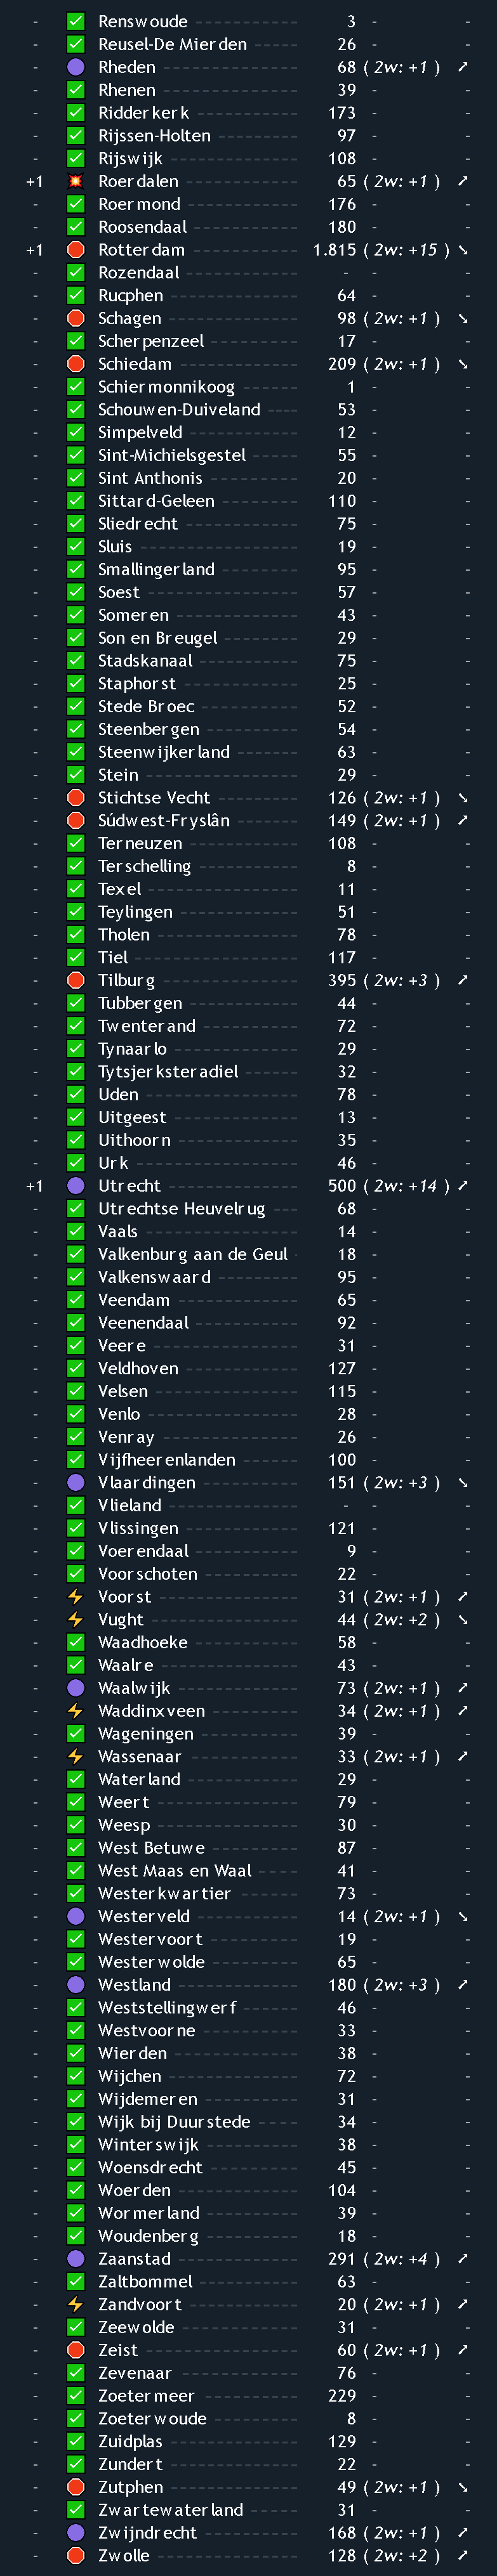 - ✅ Renswoude 3 - -
- ✅ Reusel-De Mierden 26 - -
- 🟣 Rheden 68 (2w: +1) ➚
- ✅ Rhenen 39 - -
- ✅ Ridderkerk 173 - -
- ✅ Rijssen-Holten 97 - -
- ✅ Rijswijk 108 - -
+1 💥 Roerdalen 65 (2w: +1) ➚
- ✅ Roermond 176 - -
- ✅ Roosendaal 180 - -
+1 🛑 Rotterdam 1.815 (2w: +15) ➘
- ✅ Rozendaal - - -
- ✅ Rucphen 64 - -
- 🛑 Schagen 98 (2w: +1) ➘
- ✅ Scherpenzeel 17 - -
- 🛑 Schiedam 209 (2w: +1) ➘
- ✅ Schiermonnikoog 1 - -
- ✅ Schouwen-Duiveland 53 - -
- ✅ Simpelveld 12 - -
- ✅ Sint-Michielsgestel 55 - -
- ✅ Sint Anthonis 20 - -
- ✅ Sittard-Geleen 110 - -
- ✅ Sliedrecht 75 - -
- ✅ Sluis 19 - -
- ✅ Smallingerland 95 - -
- ✅ Soest 57 - -
- ✅ Someren 43 - -
- ✅ Son en Breugel 29 - -
- ✅ Stadskanaal 75 - -
- ✅ Staphorst 25 - -
- ✅ Stede Broec 52 - -
- ✅ Steenbergen 54 - -
- ✅ Steenwijkerland 63 - -
- ✅ Stein 29 - -
- 🛑 Stichtse Vecht 126 (2w: +1) ➘
- 🛑 Súdwest-Fryslân 149 (2w: +1) ➚
- ✅ Terneuzen 108 - -
- ✅ Terschelling 8 - -
- ✅ Texel 11 - -
- ✅ Teylingen 51 - -
- ✅ Tholen 78 - -
- ✅ Tiel 117 - -
- 🛑 Tilburg 395 (2w: +3) ➚
- ✅ Tubbergen 44 - -
- ✅ Twenterand 72 - -
- ✅ Tynaarlo 29 - -
- ✅ Tytsjerksteradiel 32 - -
- ✅ Uden 78 - -
- ✅ Uitgeest 13 - -
- ✅ Uithoorn 35 - -
- ✅ Urk 46 - -
+1 🟣 Utrecht 500 (2w: +14) ➚
- ✅ Utrechtse Heuvelrug 68 - -
- ✅ Vaals 14 - -
- ✅ Valkenburg aan de Geul 18 - -
- ✅ Valkenswaard 95 - -
- ✅ Veendam 65 - -
- ✅ Veenendaal 92 - -
- ✅ Veere 31 - -
- ✅ Veldhoven 127 - -
- ✅ Velsen 115 - -
- ✅ Venlo 28 - -
- ✅ Venray 26 - -
- ✅ Vijfheerenlanden 100 - -
- 🟣 Vlaardingen 151 (2w: +3) ➘
- ✅ Vlieland - - -
- ✅ Vlissingen 121 - -
- ✅ Voerendaal 9 - -
- ✅ Voorschoten 22 - -
- ⚡ Voorst 31 (2w: +1) ➚
- ⚡ Vught 44 (2w: +2) ➘
- ✅ Waadhoeke 58 - -
- ✅ Waalre 43 - -
- 🟣 Waalwijk 73 (2w: +1) ➚
- ⚡ Waddinxveen 34 (2w: +1) ➚
- ✅ Wageningen 39 - -
- ⚡ Wassenaar 33 (2w: +1) ➚
- ✅ Waterland 29 - -
- ✅ Weert 79 - -
- ✅ Weesp 30 - -
- ✅ West Betuwe 87 - -
- ✅ West Maas en Waal 41 - -
- ✅ Westerkwartier 73 - -
- 🟣 Westerveld 14 (2w: +1) ➘
- ✅ Westervoort 19 - -
- ✅ Westerwolde 65 - -
- 🟣 Westland 180 (2w: +3) ➚
- ✅ Weststellingwerf 46 - -
- ✅ Westvoorne 33 - -
- ✅ Wierden 38 - -
- ✅ Wijchen 72 - -
- ✅ Wijdemeren 31 - -
- ✅ Wijk bij Duurstede 34 - -
- ✅ Winterswijk 38 - -
- ✅ Woensdrecht 45 - -
- ✅ Woerden 104 - -
- ✅ Wormerland 39 - -
- ✅ Woudenberg 18 - -
- 🟣 Zaanstad 291 (2w: +4) ➚
- ✅ Zaltbommel 63 - -
- ⚡ Zandvoort 20 (2w: +1) ➚
- ✅ Zeewolde 31 - -
- 🛑 Zeist 60 (2w: +1) ➚
- ✅ Zevenaar 76 - -
- ✅ Zoetermeer 229 - -
- ✅ Zoeterwoude 8 - -
- ✅ Zuidplas 129 - -
- ✅ Zundert 22 - -
- 🛑 Zutphen 49 (2w: +1) ➘
- ✅ Zwartewaterland 31 - -
- 🟣 Zwijndrecht 168 (2w: +1) ➚
- 🛑 Zwolle 128 (2w: +2) ➚